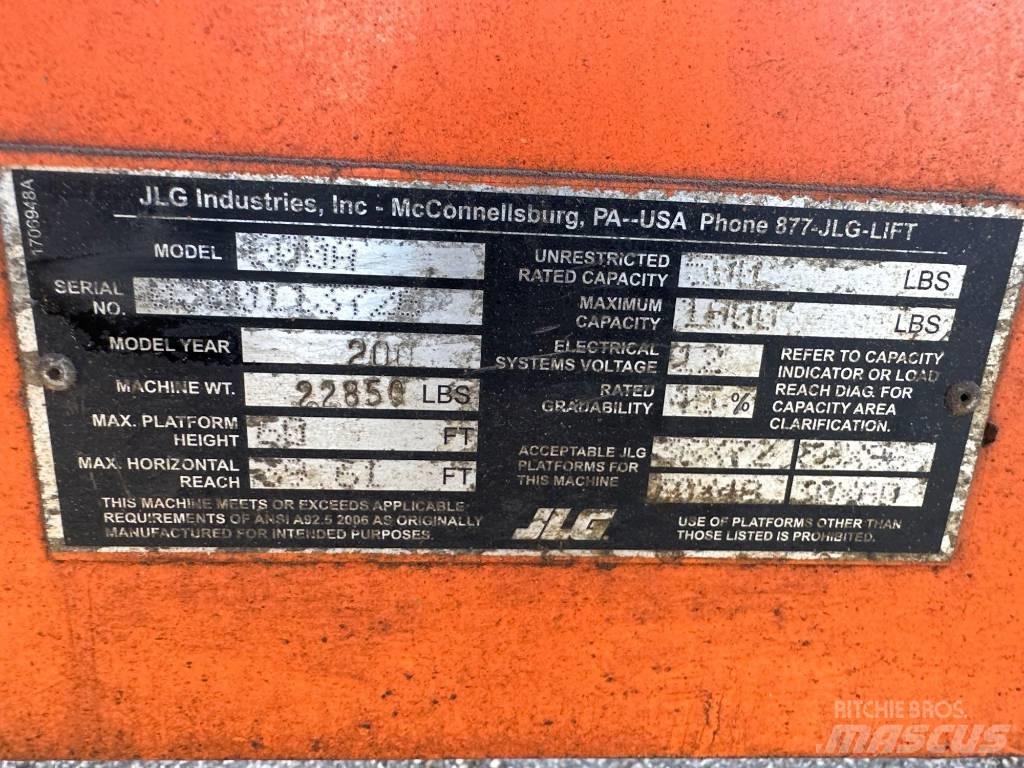 1706948A
JLG Industries, Inc - McConnellsburg, PA--USA Phone 877-JLG-LIFT
MODEL
SERIAL
NO.
MODEL YEAR
MACHINE WT. 22850 LBS
MAX. PLATFORM
HEIGHT FT
MAX. HORIZONTAL
REACH FT
THIS MACHINE MEETS OR EXCEEDS APPLICABLE
REQUIREMENTS OF ANSI A92.5 2006 AS ORIGINALLY
MANUFACTURED FOR INTENDED PURPOSES.
UNRESTRICTED
RATED CAPACITY LBS
MAXIMUM
CAPACITY 1000 LBS
ELECTRICAL
SYSTEMS VOLTAGE 12
RATED
GRADABILITY %
REFER TO CAPACITY
INDICATOR OR LOAD
REACH DIAG. FOR
CAPACITY AREA
CLARIFICATION.
ACCEPTABLE JLG
PLATFORMS FOR
THIS MACHINE
JLG
USE OF PLATFORMS OTHER THAN
THOSE LISTED IS PROHIBITED.
RITCHIE BROS.
MASCUS